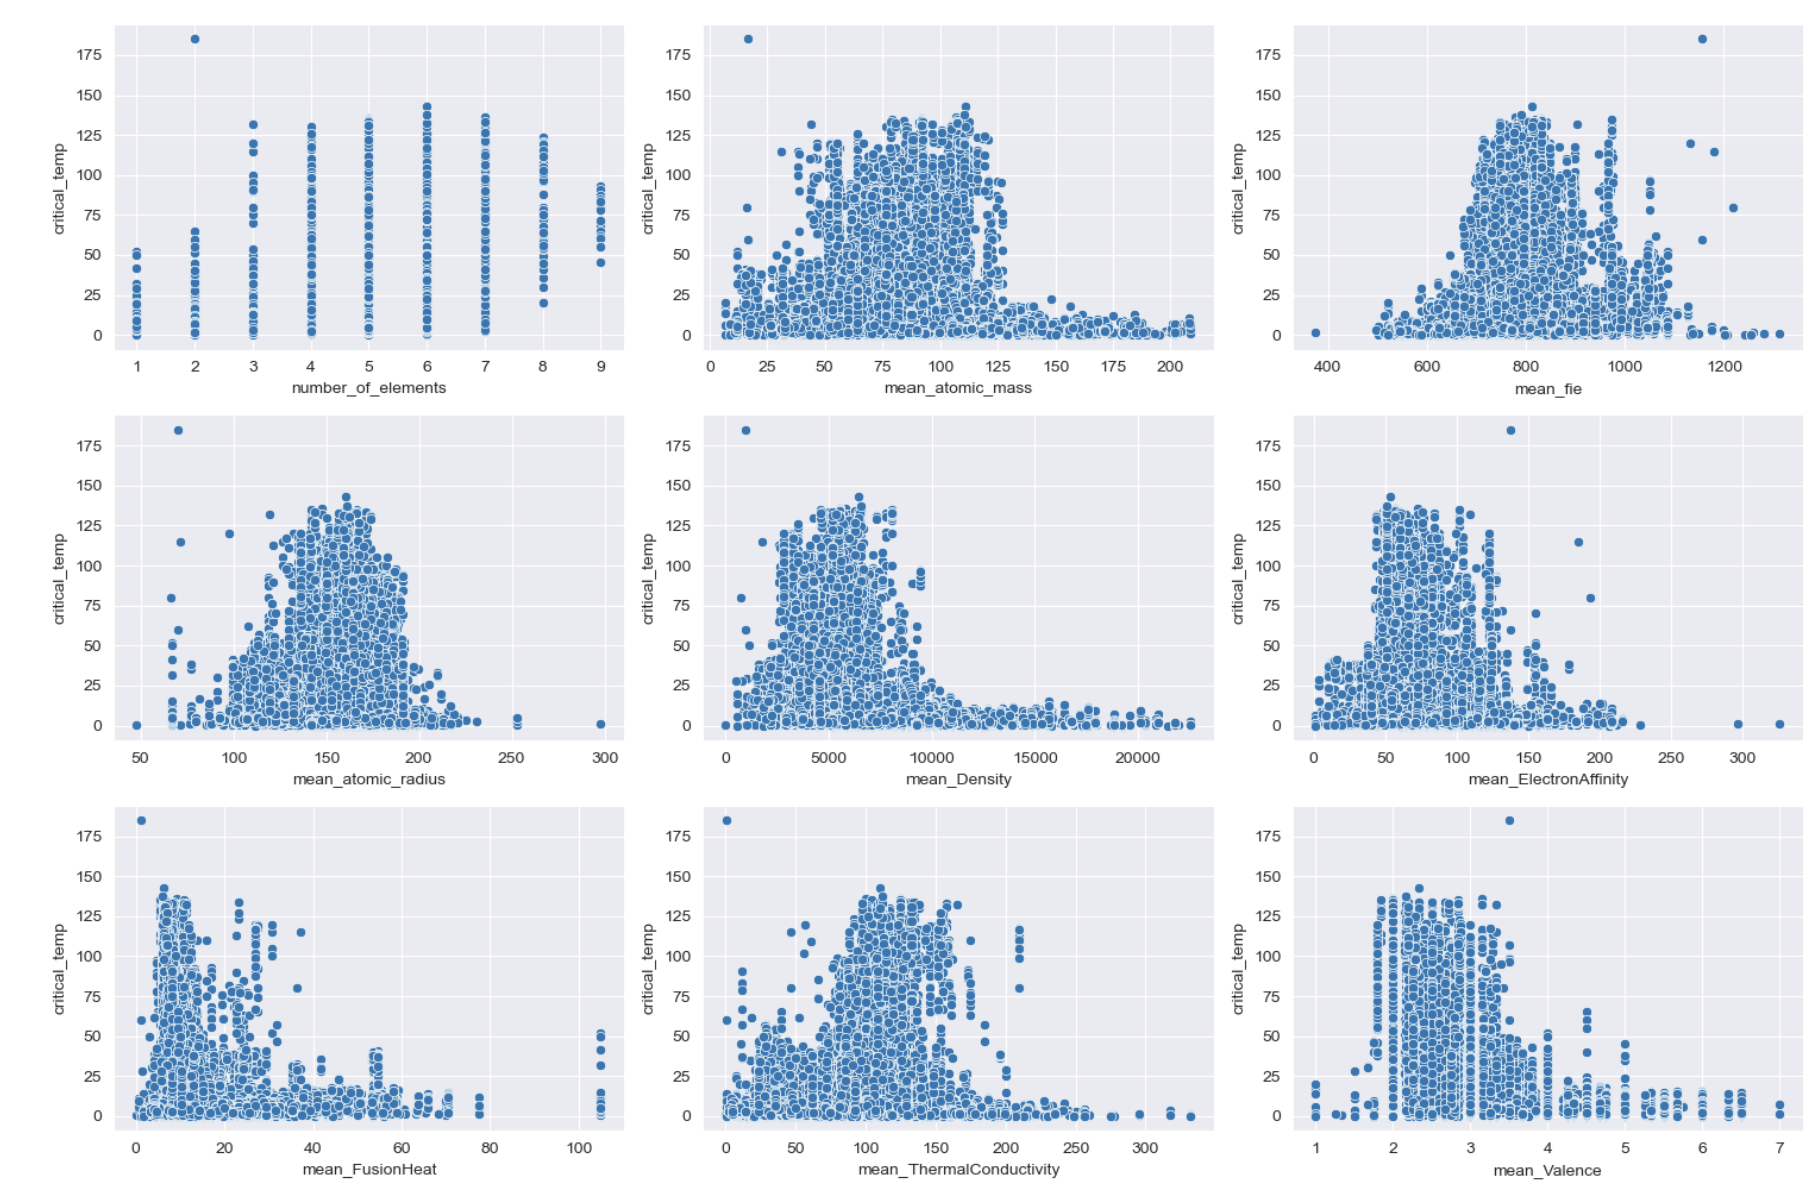 175
150
125
100
75
50
25
0
critical_temp
1 2 3 4 5 6 7 8 9
number_of_elements
175
150
125
100
75
50
25
0
critical_temp
0 25 50 75 100 125 150 175 200
mean_atomic_mass
175
150
125
100
75
50
25
0
critical_temp
400 600 800 1000 1200
mean_fie
175
150
125
100
75
50
25
0
critical_temp
50 100 150 200 250 300
mean_atomic_radius
175
150
125
100
75
50
25
0
critical_temp
0 5000 10000 15000 20000
mean_Density
175
150
125
100
75
50
25
0
critical_temp
0 50 100 150 200 250 300
mean_ElectronAffinity
175
150
125
100
75
50
25
0
critical_temp
0 20 40 60 80 100
mean_FusionHeat
175
150
125
100
75
50
25
0
critical_temp
0 50 100 150 200 250 300
mean_ThermalConductivity
175
150
125
100
75
50
25
0
critical_temp
1 2 3 4 5 6 7
mean_Valence